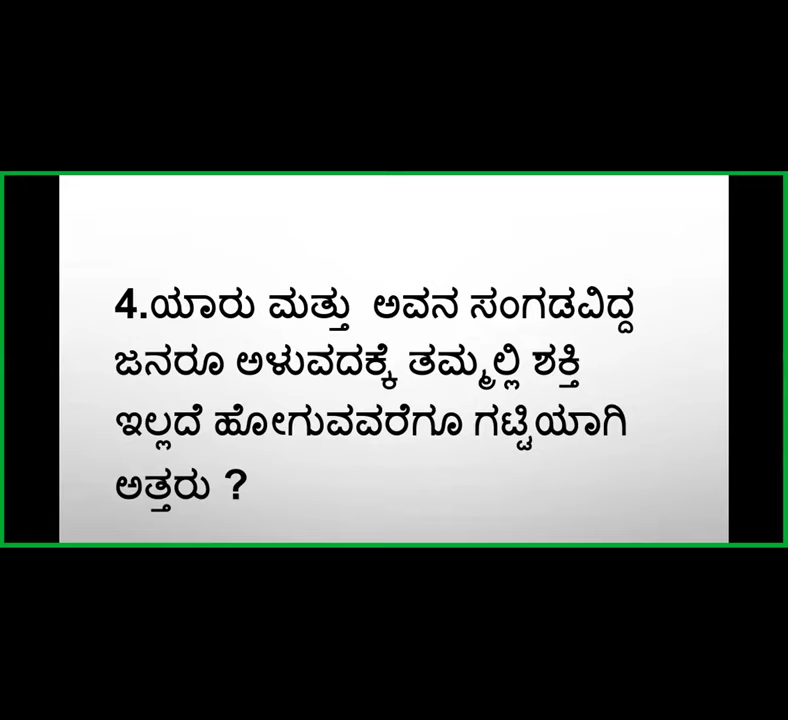 4.ಯಾರು ಮತ್ತು ಅವನ ಸಂಗಡವಿದ್ದ
ಜನರೂ ಅಳುವದಕ್ಕೆ ತಮ್ಮಲ್ಲಿ ಶಕ್ತಿ
ಇಲ್ಲದೆ ಹೋಗುವವರೆಗೂ ಗಟ್ಟಿಯಾಗಿ
ಅತ್ತರು ?